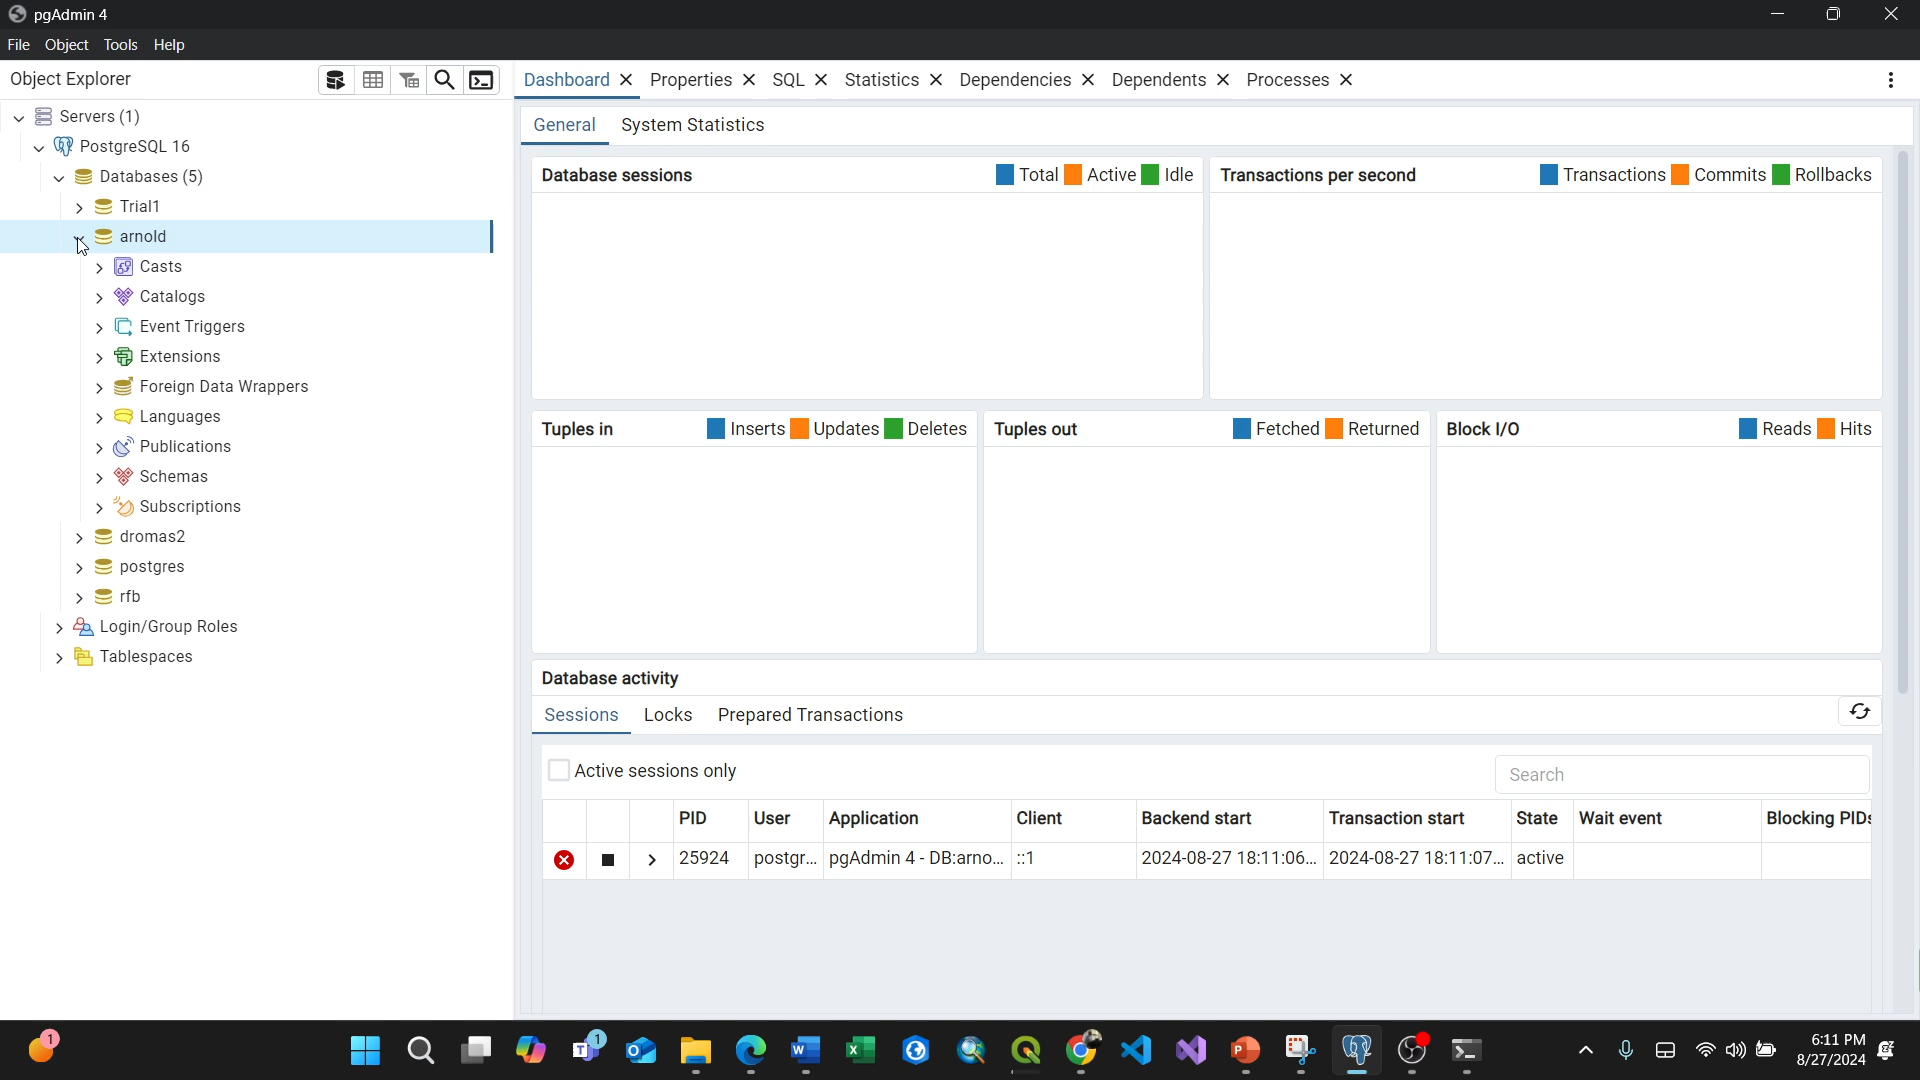 pgAdmin 4
File Object Tools Help
Object Explorer
Dashboard Properties SQL Statistics Dependencies Dependents Processes
Servers (1)
PostgreSQL 16
Databases (5)
Trial1
arnold
Casts
Catalogs
Event Triggers
Extensions
Foreign Data Wrappers
Languages
Publications
Schemas
Subscriptions
dromas2
postgres
rfb
Login/Group Roles
Tablespaces
General System Statistics
Database sessions Total Active Idle
Transactions per second Transactions Commits Rollbacks
Tuples in Inserts Updates Deletes
Tuples out Fetched Returned
Block I/O Reads Hits
Database activity
Sessions Locks Prepared Transactions
Active sessions only Search
PID User Application Client Backend start Transaction start State Wait event Blocking PIDs
25924 postgr... pgAdmin 4 - DB:arno... ::1 2024-08-27 18:11:06... 2024-08-27 18:11:07... active
6:11 PM
8/27/2024